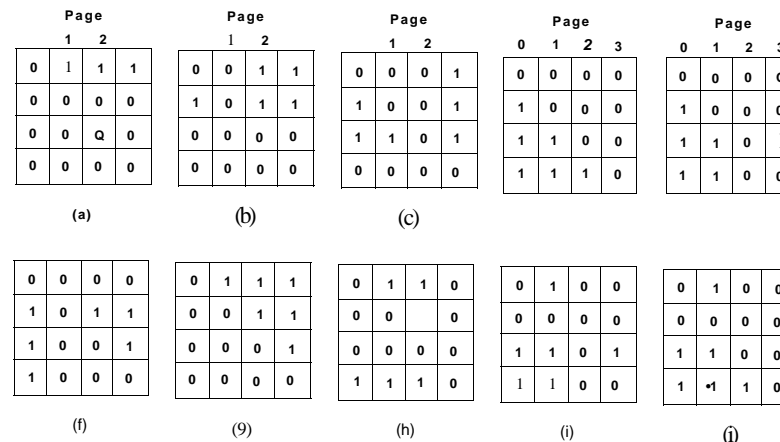 Page Page Page Page Page
1 2 1 2 1 2 0 1 2 3 0 1 2 3
0 1 1 1 0 0 1 1 0 0 0 1 0 0 0 0 0 0 0 0
0 0 0 0 1 0 1 1 1 0 0 1 1 0 0 0 1 0 0 0
0 0 Q 0 0 0 0 0 1 1 0 1 1 1 0 0 1 1 0
0 0 0 0 0 0 0 0 0 0 0 0 1 1 1 0 1 1 0 0
(a) (b) (c)
0 0 0 0 0 1 1 1 0 1 1 0 0 1 0 0 0 1 0 0
1 0 1 1 0 0 1 1 0 0 0 0 0 0 0 0 0 0 0
1 0 0 1 0 0 0 1 0 0 0 0 1 1 0 1 1 1 0 0
1 0 0 0 0 0 0 0 1 1 1 0 1 1 0 0 1 •1 1 0
(f) (9) (h) (i) (i)